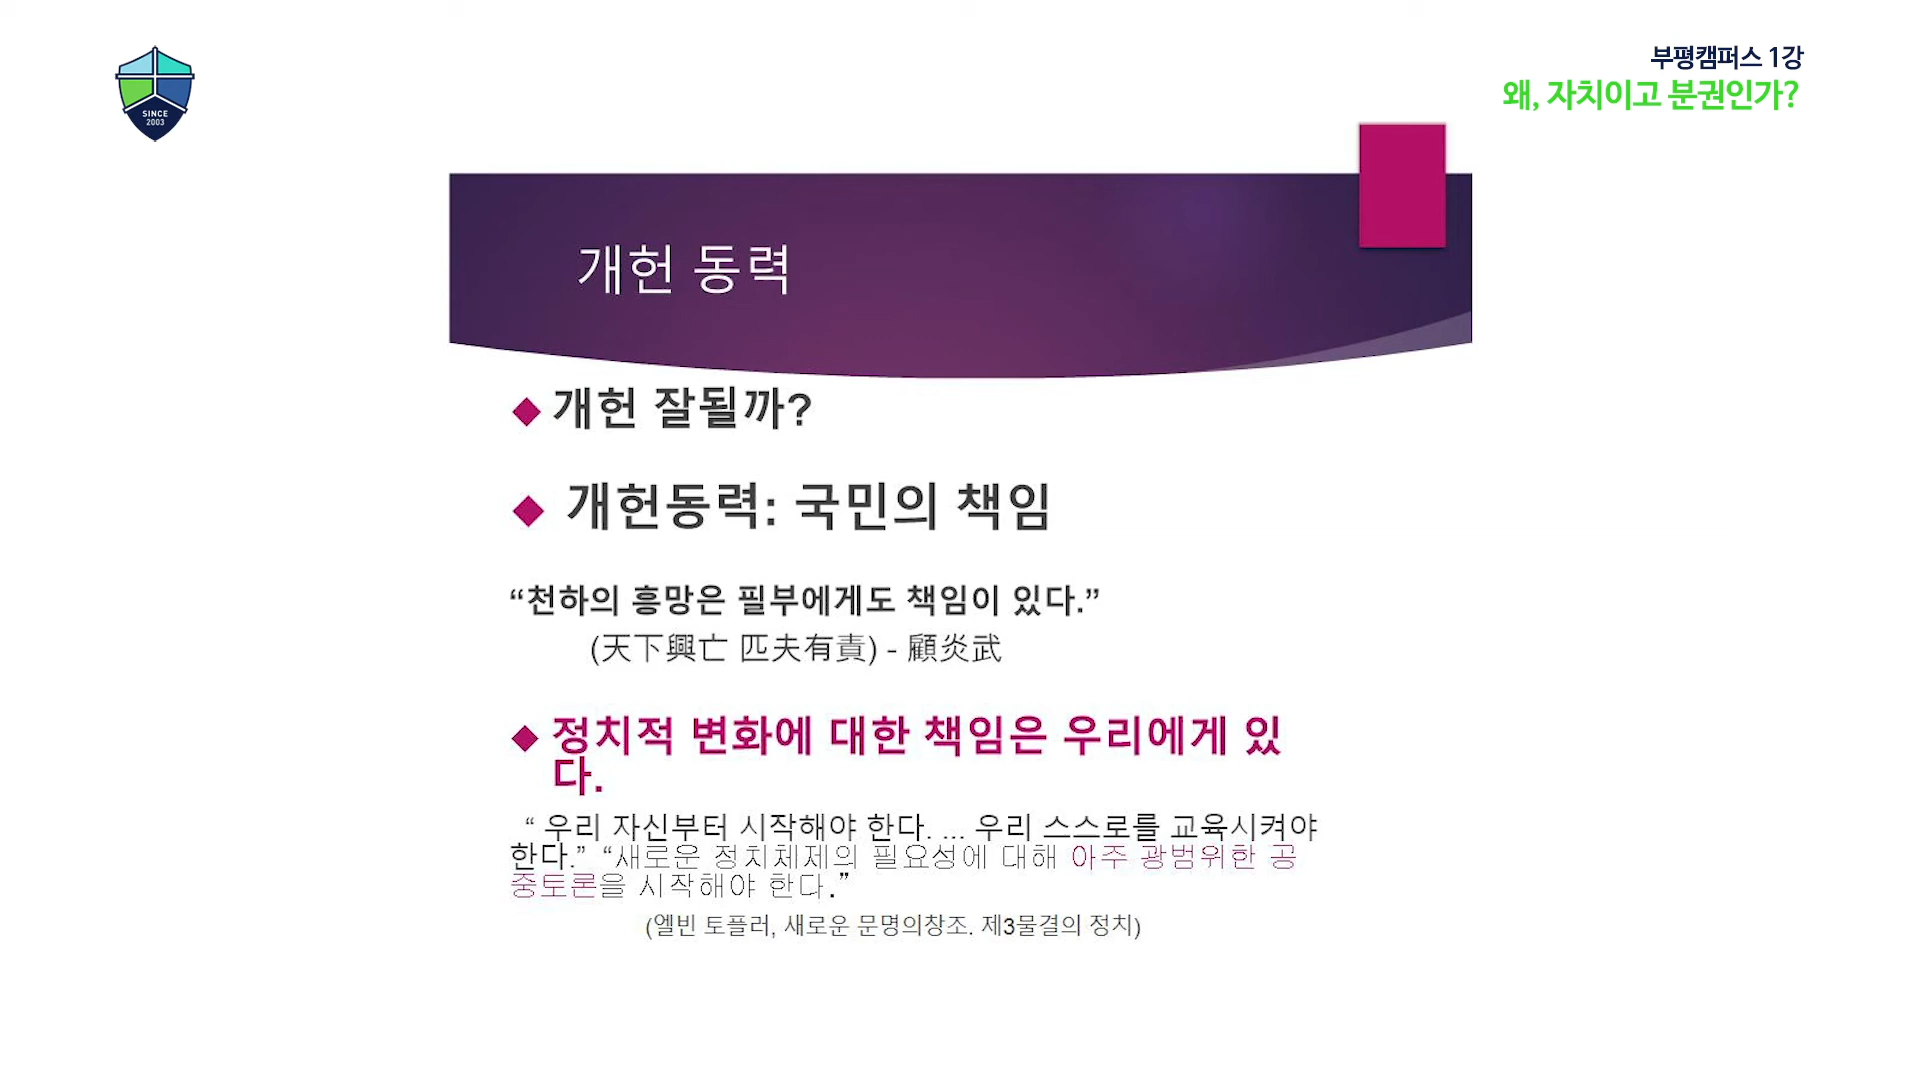 SINCE
2003
부평캠퍼스 1강
왜, 자치이고 분권인가?
개헌 동력
◆ 개헌 잘될까?
◆ 개헌동력: 국민의 책임
“천하의 흥망은 필부에게도 책임이 있다.”
(天下興亡 匹夫有責) - 顧炎武
◆ 정치적 변화에 대한 책임은 우리에게 있
다.
“ 우리 자신부터 시작해야 한다. ... 우리 스스로를 교육시켜야
한다.” “새로운 정치체제의 필요성에 대해 아주 광범위한 공
중토론을 시작해야 한다.”
(엘빈 토플러, 새로운 문명의창조. 제3물결의 정치)